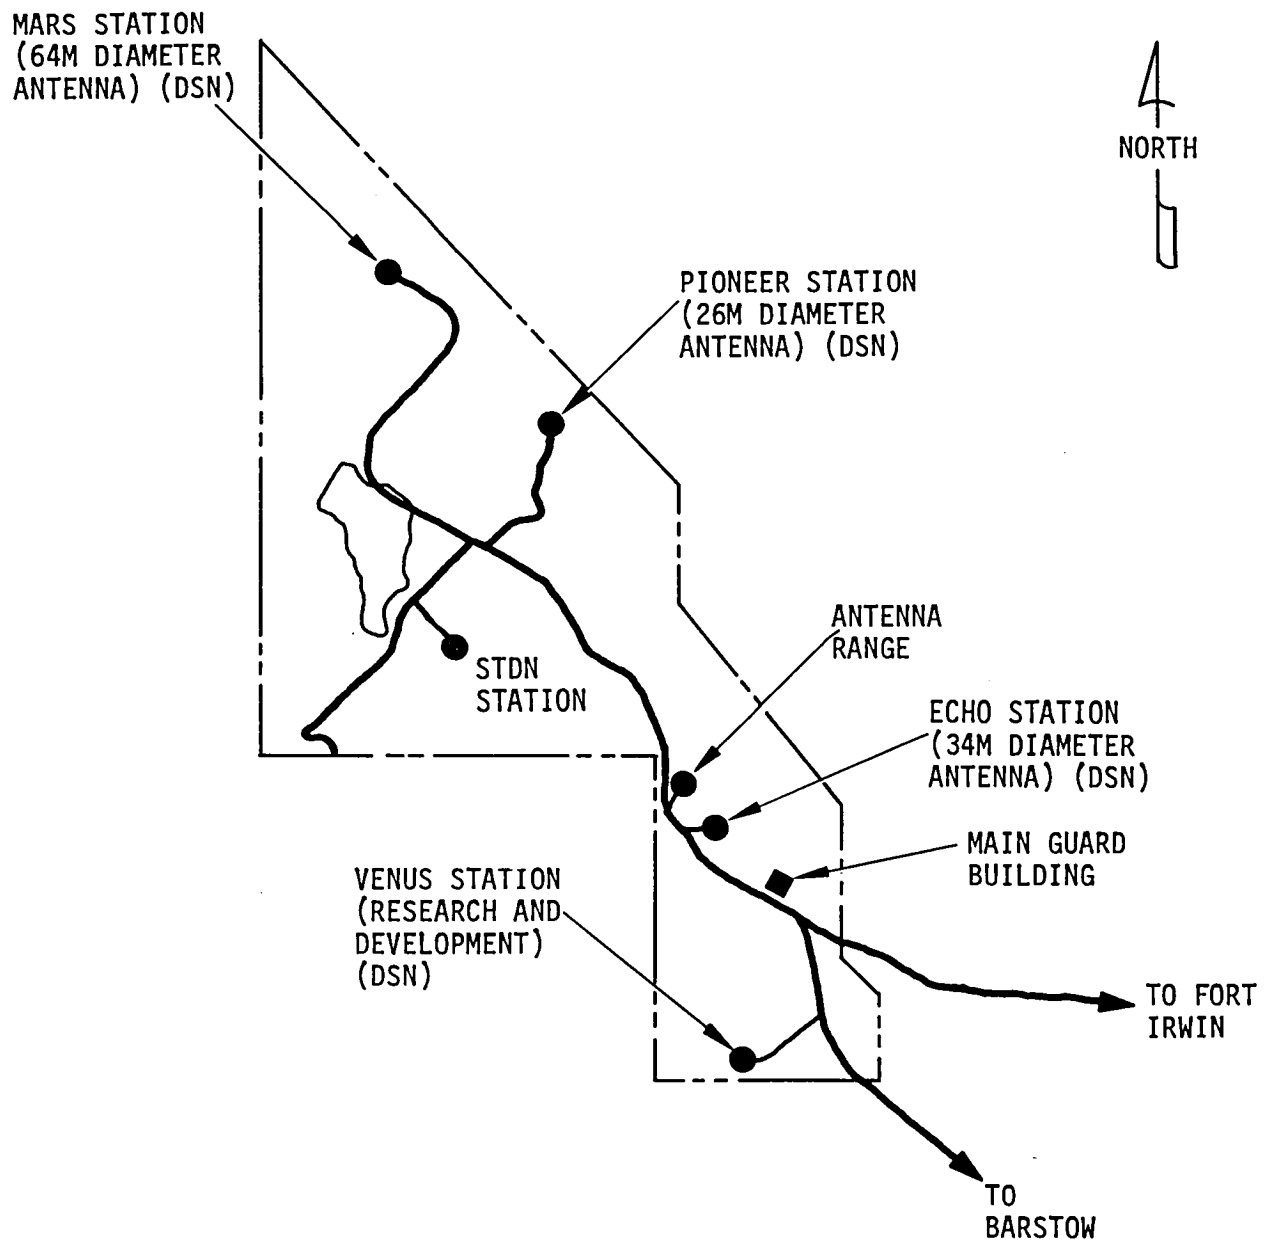 MARS STATION
(64M DIAMETER
ANTENNA) (DSN)
NORTH
PIONEER STATION
(26M DIAMETER
ANTENNA) (DSN)
ANTENNA
RANGE
STDN
STATION
ECHO STATION
(34M DIAMETER
ANTENNA) (DSN)
MAIN GUARD
BUILDING
VENUS STATION
(RESEARCH AND
DEVELOPMENT)
(DSN)
TO FORT
IRWIN
TO
BARSTOW